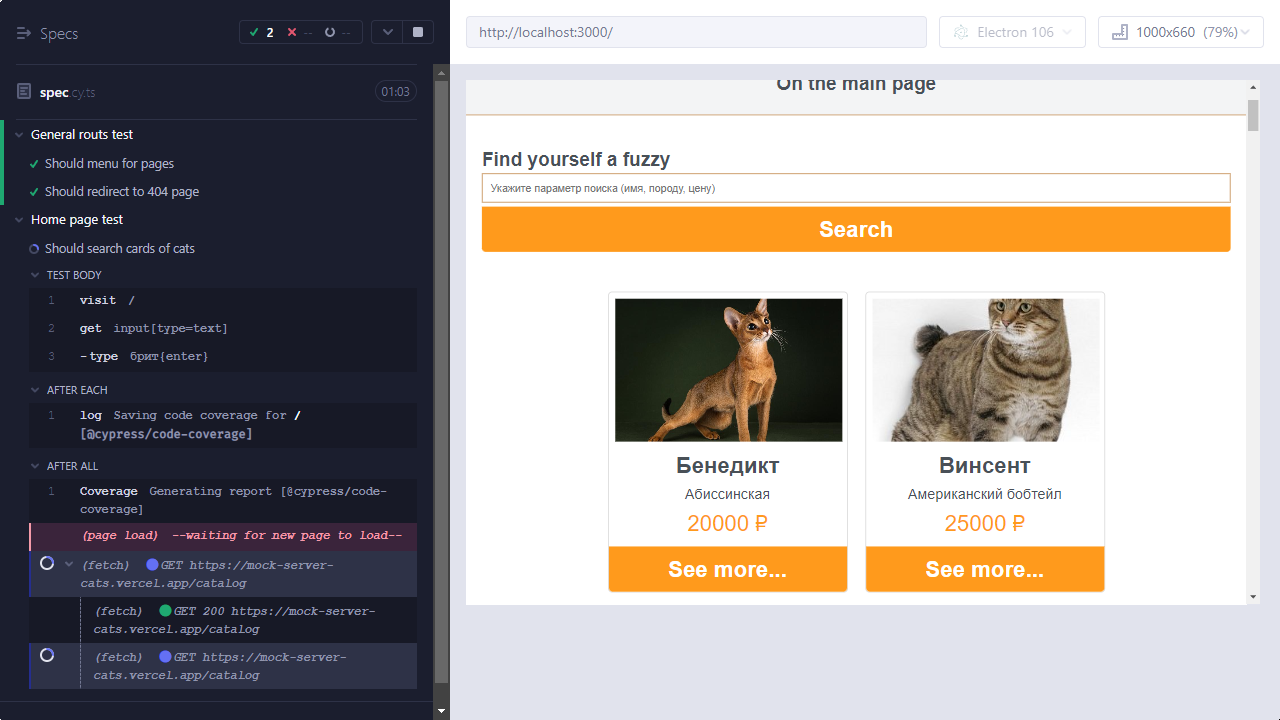 Specs
2 -- --
spec.cy.ts 01:03
General routs test
Should menu for pages
Should redirect to 404 page
Home page test
Should search cards of cats
TEST BODY
1 visit /
2 get input[type=text]
3 -type брит{enter}
AFTER EACH
1 log Saving code coverage for /
[@cypress/code-coverage]
AFTER ALL
1 Coverage Generating report [@cypress/code-
coverage]
(page load) --waiting for new page to load--
(fetch) GET https://mock-server-
cats.vercel.app/catalog
(fetch) GET 200 https://mock-server-
cats.vercel.app/catalog
(fetch) GET https://mock-server-
cats.vercel.app/catalog
http://localhost:3000/
Electron 106
1000x660 (79%)
On the main page
Find yourself a fuzzy
Укажите параметр поиска (имя, породу, цену)
Search
Бенедикт
Абиссинская
20000 ₽
See more...
Винсент
Американский бобтейл
25000 ₽
See more...